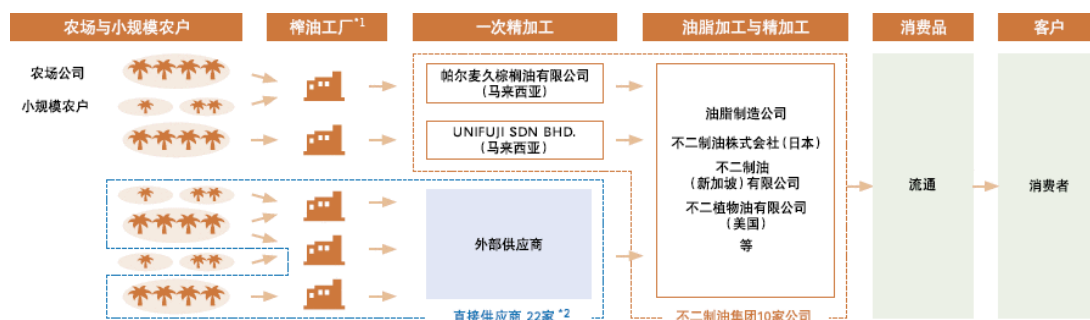 农场与小规模农户
榨油工厂*1
一次精加工
油脂加工与精加工
消费品
客户
农场公司
小规模农户
帕尔麦久棕榈油有限公司
(马来西亚)
UNIFUJI SDN BHD.
(马来西亚)
外部供应商
直接供应商 22家 *2
油脂制造公司
不二制油株式会社(日本)
不二制油
(新加坡)有限公司
不二植物油有限公司
(美国)
等
不二制油集团10家公司
流通
消费者